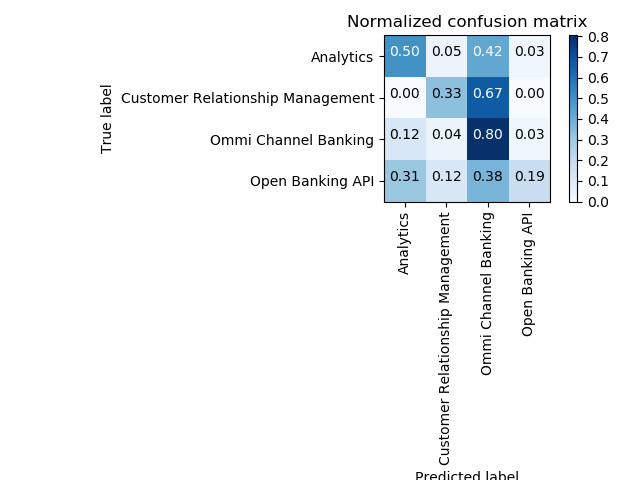 Normalized confusion matrix
True label
Analytics 0.50 0.05 0.42 0.03
Customer Relationship Management 0.00 0.33 0.67 0.00
Ommi Channel Banking 0.12 0.04 0.80 0.03
Open Banking API 0.31 0.12 0.38 0.19
0.8
0.7
0.6
0.5
0.4
0.3
0.2
0.1
0.0
Analytics
Customer Relationship Management
Ommi Channel Banking
Open Banking API
Predicted label